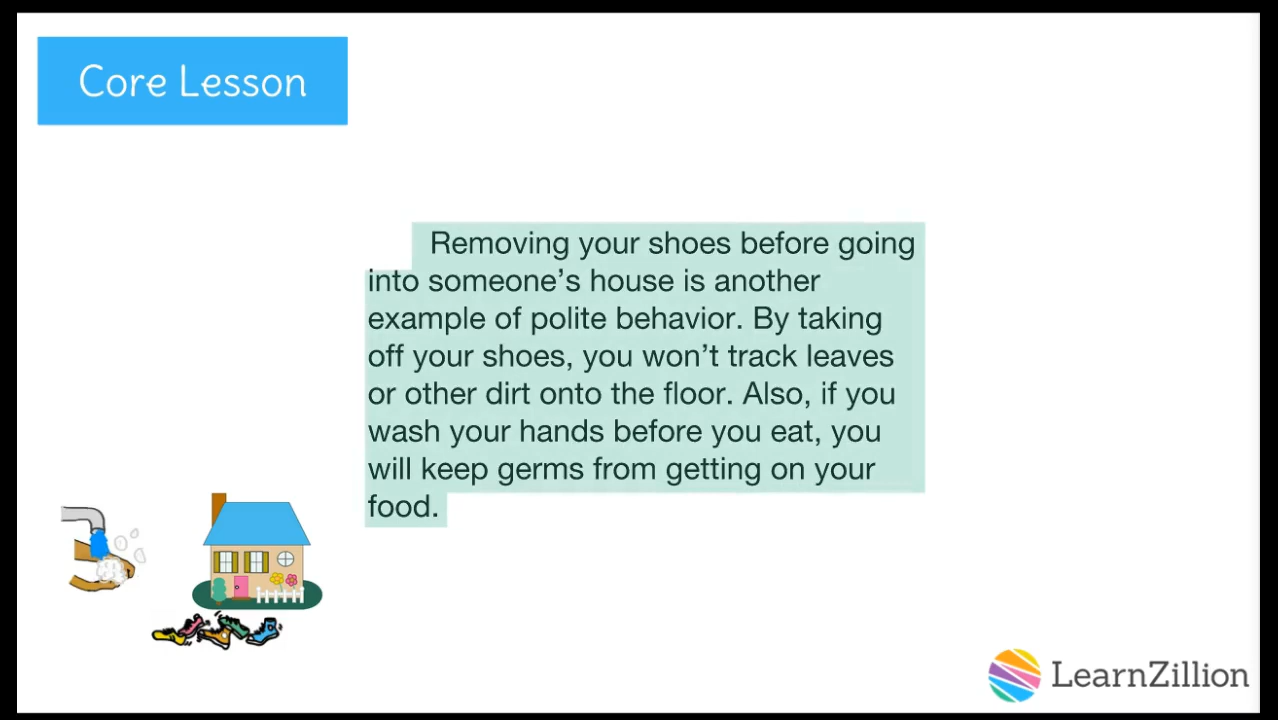 Core Lesson
Removing your shoes before going
into someone’s house is another
example of polite behavior. By taking
off your shoes, you won’t track leaves
or other dirt onto the floor. Also, if you
wash your hands before you eat, you
will keep germs from getting on your
food.
LearnZillion